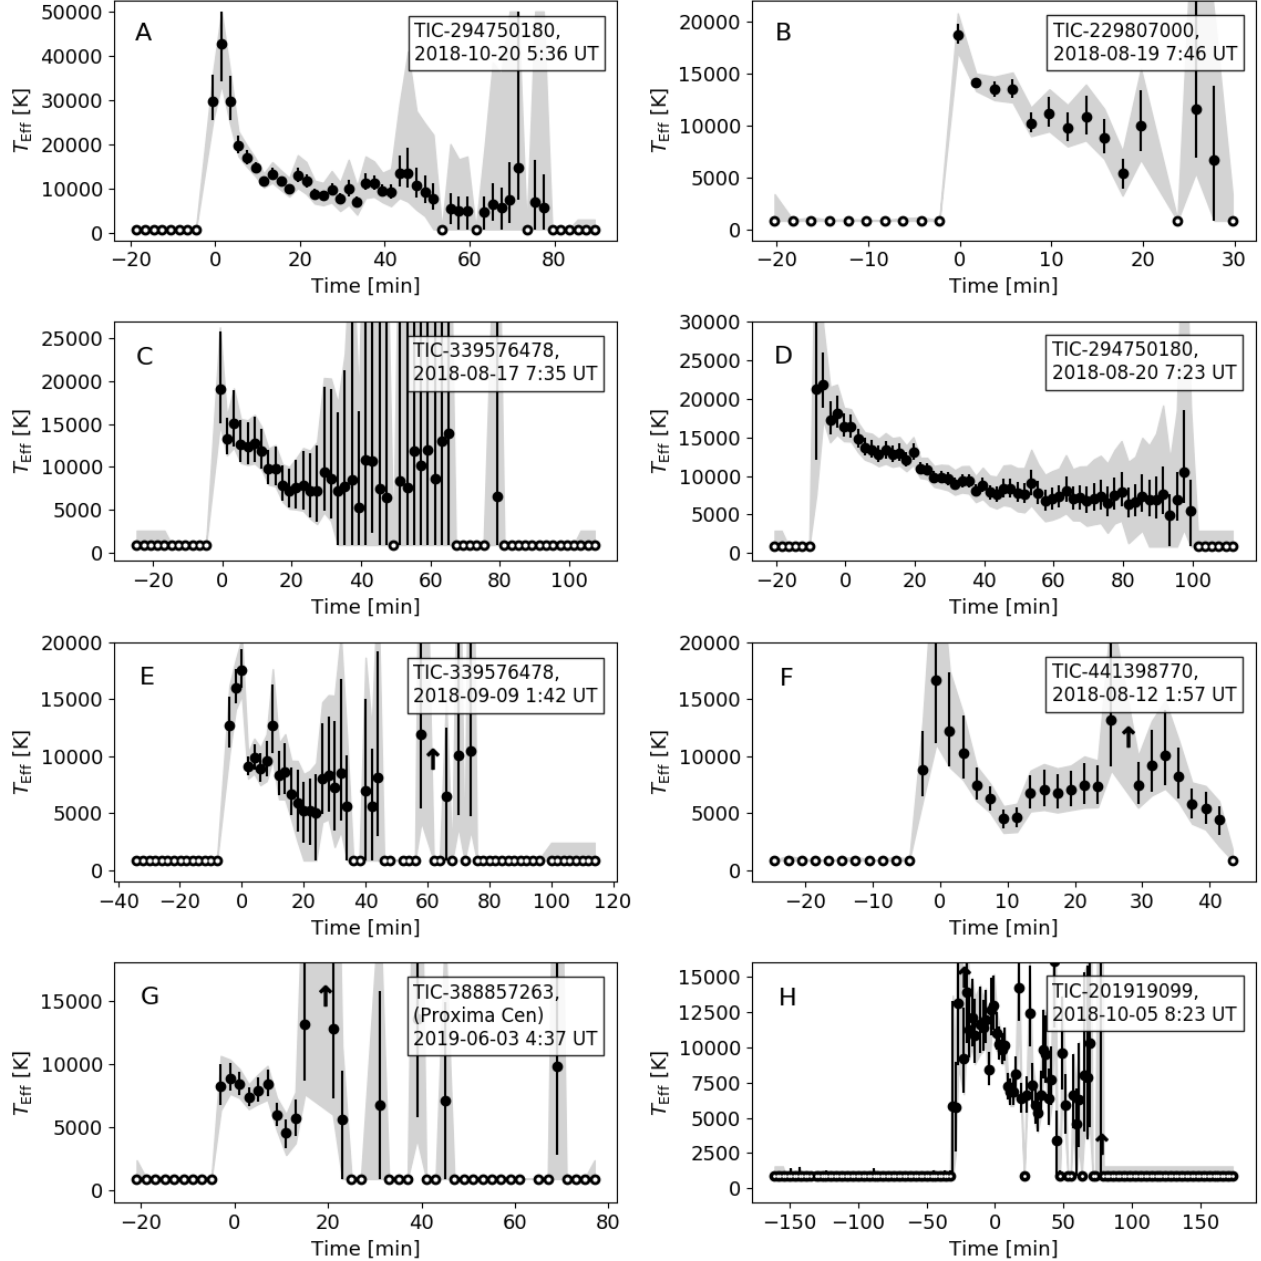 A
TIC-294750180,
2018-10-20 5:36 UT
T_Eff [K]
50000
40000
30000
20000
10000
0
−20 0 20 40 60 80
Time [min]
B
TIC-229807000,
2018-08-19 7:46 UT
T_Eff [K]
20000
15000
10000
5000
0
−20 −10 0 10 20 30
Time [min]
C
TIC-339576478,
2018-08-17 7:35 UT
T_Eff [K]
25000
20000
15000
10000
5000
0
−20 0 20 40 60 80 100
Time [min]
D
TIC-294750180,
2018-08-20 7:23 UT
T_Eff [K]
30000
25000
20000
15000
10000
5000
0
−20 0 20 40 60 80 100
Time [min]
E
TIC-339576478,
2018-09-09 1:42 UT
T_Eff [K]
20000
15000
10000
5000
0
−40 −20 0 20 40 60 80 100 120
Time [min]
F
TIC-441398770,
2018-08-12 1:57 UT
T_Eff [K]
20000
15000
10000
5000
0
−20 −10 0 10 20 30 40
Time [min]
G
TIC-388857263,
(Proxima Cen)
2019-06-03 4:37 UT
T_Eff [K]
15000
10000
5000
0
−20 0 20 40 60 80
Time [min]
H
TIC-201919099,
2018-10-05 8:23 UT
T_Eff [K]
15000
12500
10000
7500
5000
2500
0
−150 −100 −50 0 50 100 150
Time [min]